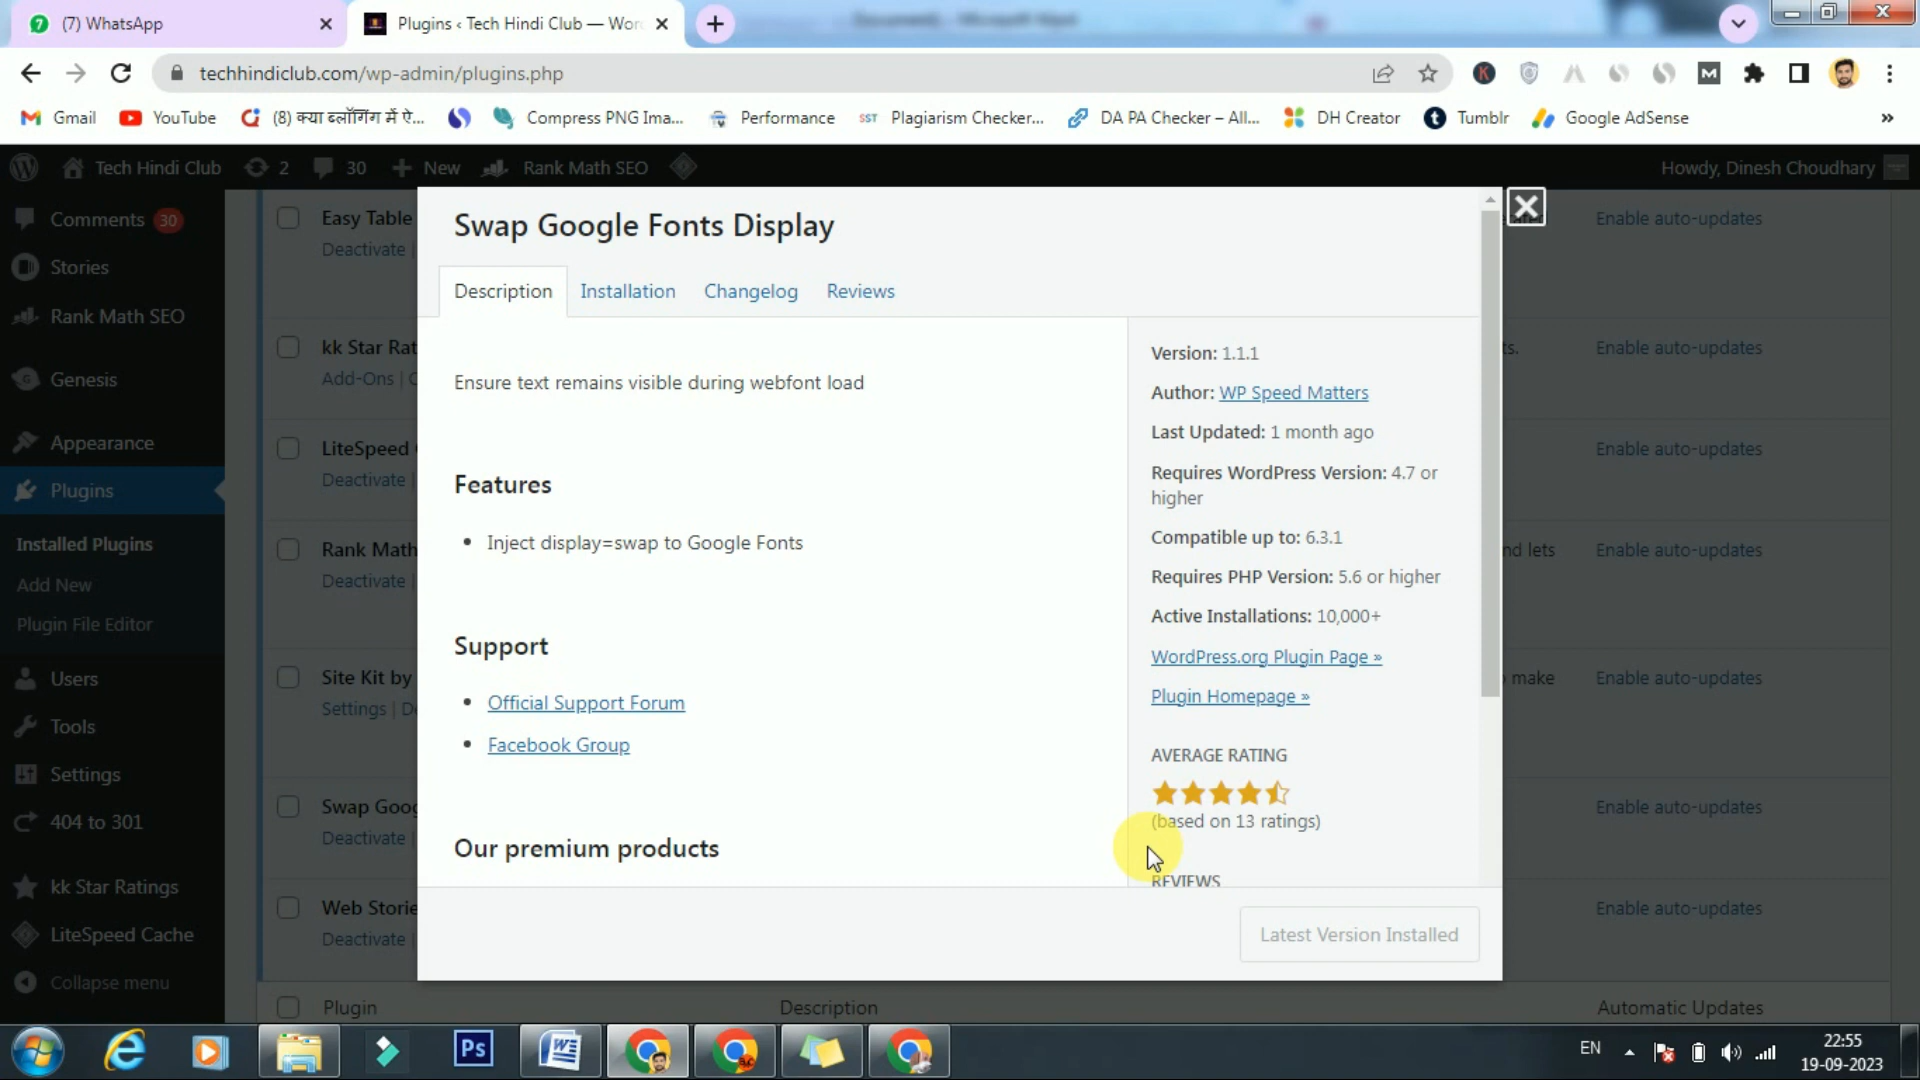 (7) WhatsApp
Plugins ‹ Tech Hindi Club — Wor
techhindiclub.com/wp-admin/plugins.php
Gmail
YouTube
(8) क्या ब्लॉगिंग में ऐ...
Compress PNG Ima...
SST
Performance
Plagiarism Checker...
DA PA Checker – All...
DH Creator
Tumblr
Google AdSense
»
Tech Hindi Club
2
30
New
Rank Math SEO
Howdy, Dinesh Choudhary
Comments 30
Stories
Rank Math SEO
Genesis
Appearance
Plugins
Installed Plugins
Add New
Plugin File Editor
Users
Tools
Settings
404 to 301
kk Star Ratings
LiteSpeed Cache
Collapse menu
Easy Table
Deactivate |
Enable auto-updates
kk Star Rat
Add-Ons |
ts.
Enable auto-updates
LiteSpeed
Deactivate |
Enable auto-updates
Rank Math
Deactivate |
nd lets
Enable auto-updates
Site Kit by
Settings | De
make
Enable auto-updates
Swap Goog
Deactivate |
Enable auto-updates
Web Storie
Deactivate |
Enable auto-updates
Plugin
Description
Automatic Updates
Swap Google Fonts Display
Description
Installation
Changelog
Reviews
Ensure text remains visible during webfont load
Features
• Inject display=swap to Google Fonts
Support
• Official Support Forum
• Facebook Group
Our premium products
Version: 1.1.1
Author: WP Speed Matters
Last Updated: 1 month ago
Requires WordPress Version: 4.7 or
higher
Compatible up to: 6.3.1
Requires PHP Version: 5.6 or higher
Active Installations: 10,000+
WordPress.org Plugin Page »
Plugin Homepage »
AVERAGE RATING
(based on 13 ratings)
REVIEWS
Latest Version Installed
Ps
EN
22:55
19-09-2023